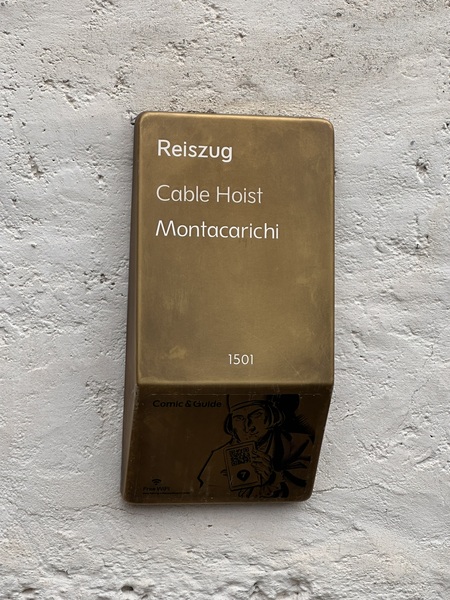 Reiszug
Cable Hoist
Montacarichi
1501
Comic & Guide